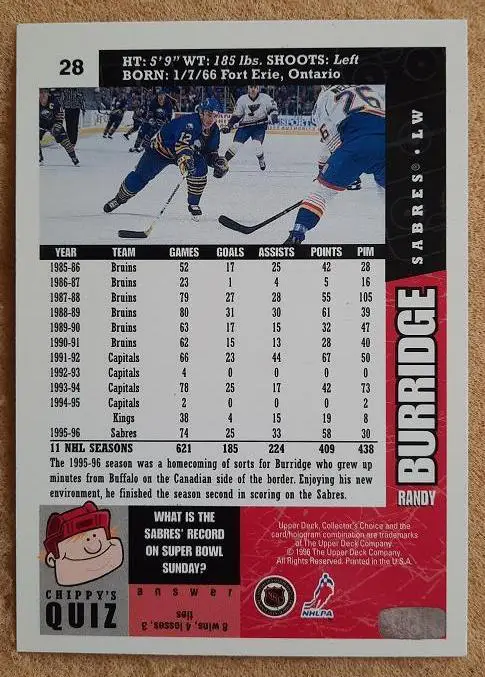 28
HT: 5'9" WT: 185 lbs. SHOOTS: Left
BORN: 1/7/66 Fort Erie, Ontario
SABRES® • LW
RANDY BURRIDGE
YEAR TEAM GAMES GOALS ASSISTS POINTS PIM
1985-86 Bruins 52 17 25 42 28
1986-87 Bruins 23 1 4 5 16
1987-88 Bruins 79 27 28 55 105
1988-89 Bruins 80 31 30 61 39
1989-90 Bruins 63 17 15 32 47
1990-91 Bruins 62 15 13 28 40
1991-92 Capitals 66 23 44 67 50
1992-93 Capitals 4 0 0 0 0
1993-94 Capitals 78 25 17 42 73
1994-95 Capitals 2 0 0 0 2
Kings 38 4 15 19 8
1995-96 Sabres 74 25 33 58 30
11 NHL SEASONS 621 185 224 409 438
The 1995-96 season was a homecoming of sorts for Burridge who grew up
minutes from Buffalo on the Canadian side of the border. Enjoying his new
environment, he finished the season second in scoring on the Sabres.
CHIPPY'S
QUIZ
WHAT IS THE
SABRES' RECORD
ON SUPER BOWL
SUNDAY?
answer
8 wins, 4 losses, 3
ties
Upper Deck, Collector's Choice and the
card/hologram combination are trademarks
of The Upper Deck Company.
© 1996 The Upper Deck Company.
All Rights Reserved. Printed in the U.S.A.
NHLPA